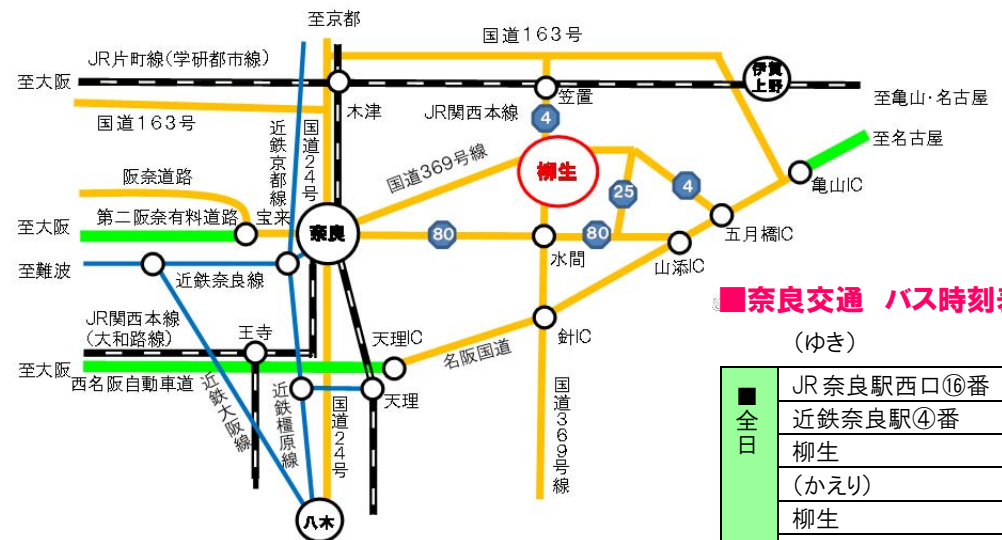 至京都
国道163号
JR片町線(学研都市線)
至大阪
伊賀
上野
笠置
木津
JR関西本線
4
至亀山・名古屋
国道163号
近鉄京都線
国道24号
至名古屋
国道369号線
柳生
25
4
亀山IC
阪奈道路
第二阪奈有料道路
宝来
至大阪
奈良
80
80
五月橋IC
水間
山添IC
至難波
近鉄奈良線
■奈良交通 バス時刻表
JR関西本線
(大和路線)
王寺
天理IC
針IC
名阪国道
(ゆき)
至大阪
西名阪自動車道
近鉄大阪線
近鉄橿原線
国道24号
天理
国道369号線
八木
■全日
JR奈良駅西口⑯番
近鉄奈良駅④番
柳生
(かえり)
柳生